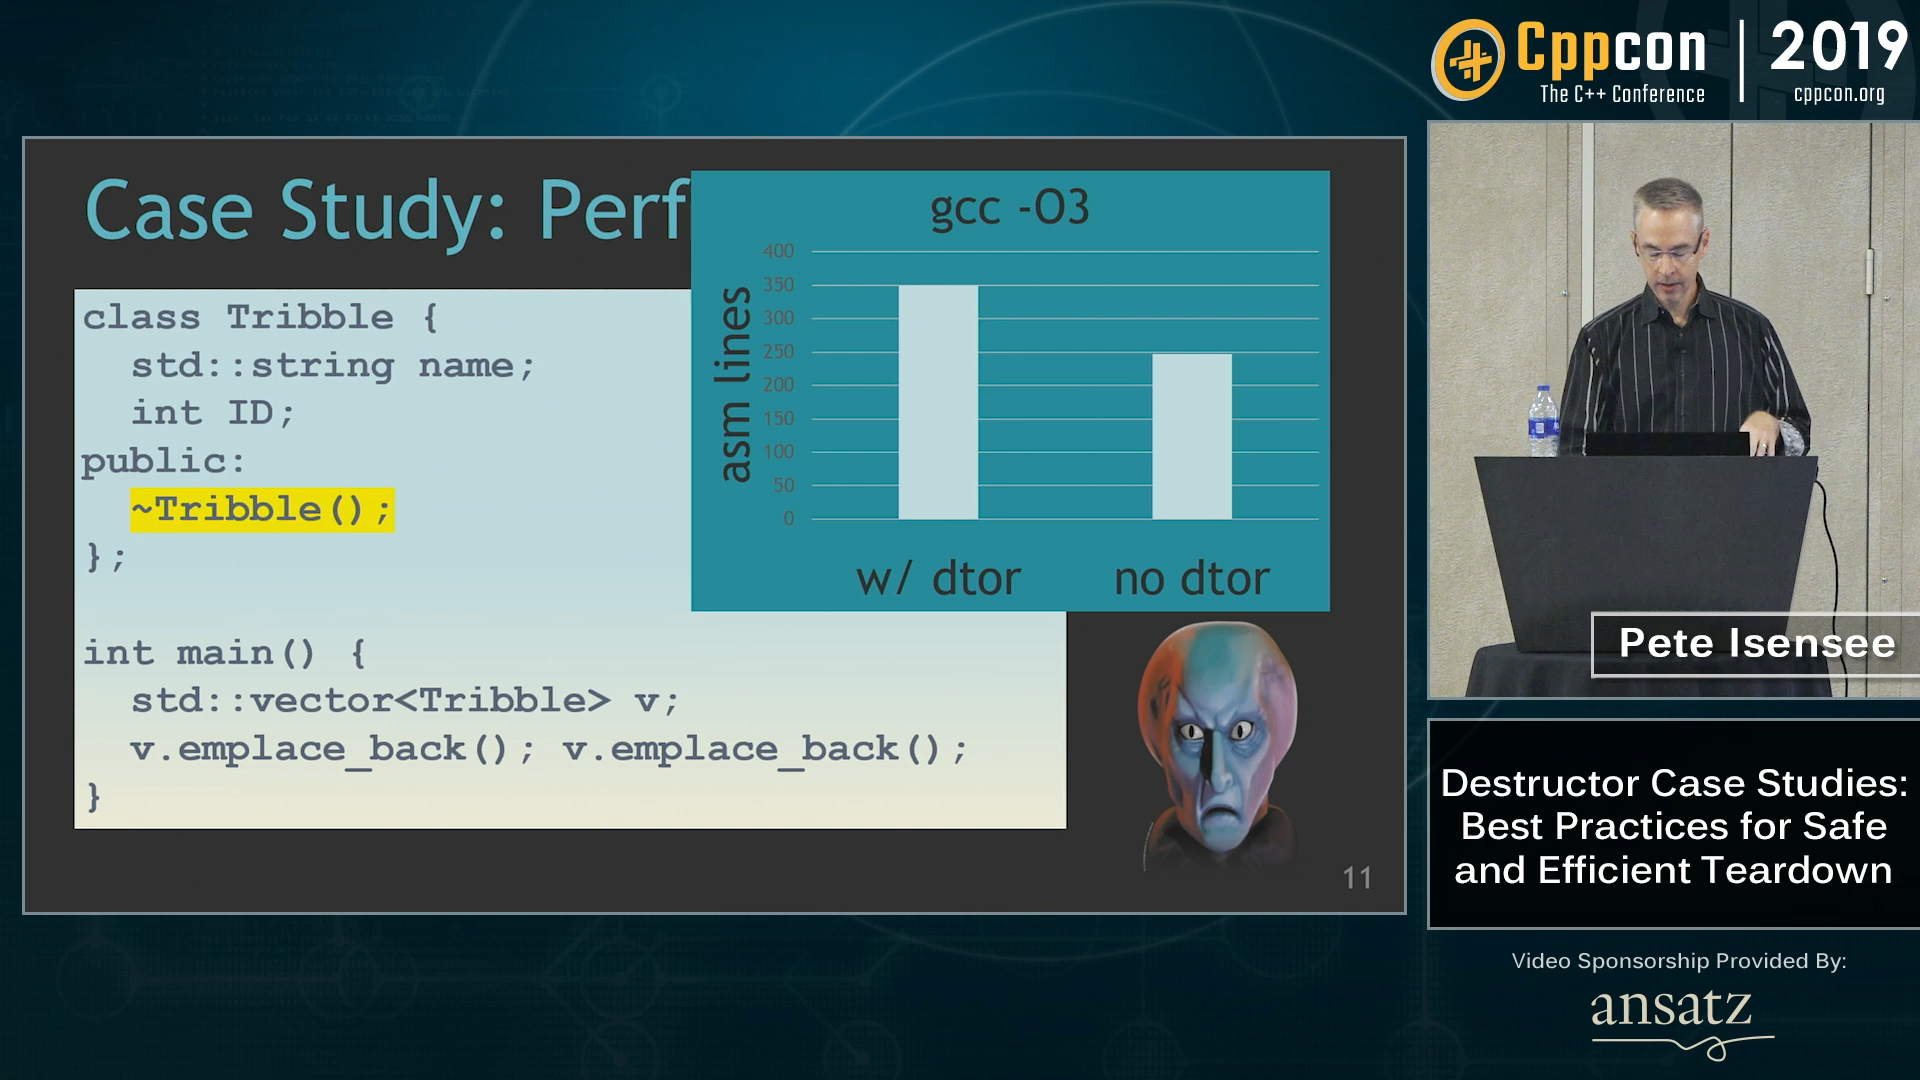 Cppcon
The C++ Conference
2019
cppcon.org
Case Study: Perf
class Tribble {
std::string name;
int ID;
public:
~Tribble();
};
int main() {
std::vector<Tribble> v;
v.emplace_back(); v.emplace_back();
}
gcc -O3
asm lines
400
350
300
250
200
150
100
50
0
w/ dtor
no dtor
11
Pete Isensee
Destructor Case Studies:
Best Practices for Safe
and Efficient Teardown
Video Sponsorship Provided By:
ansatz